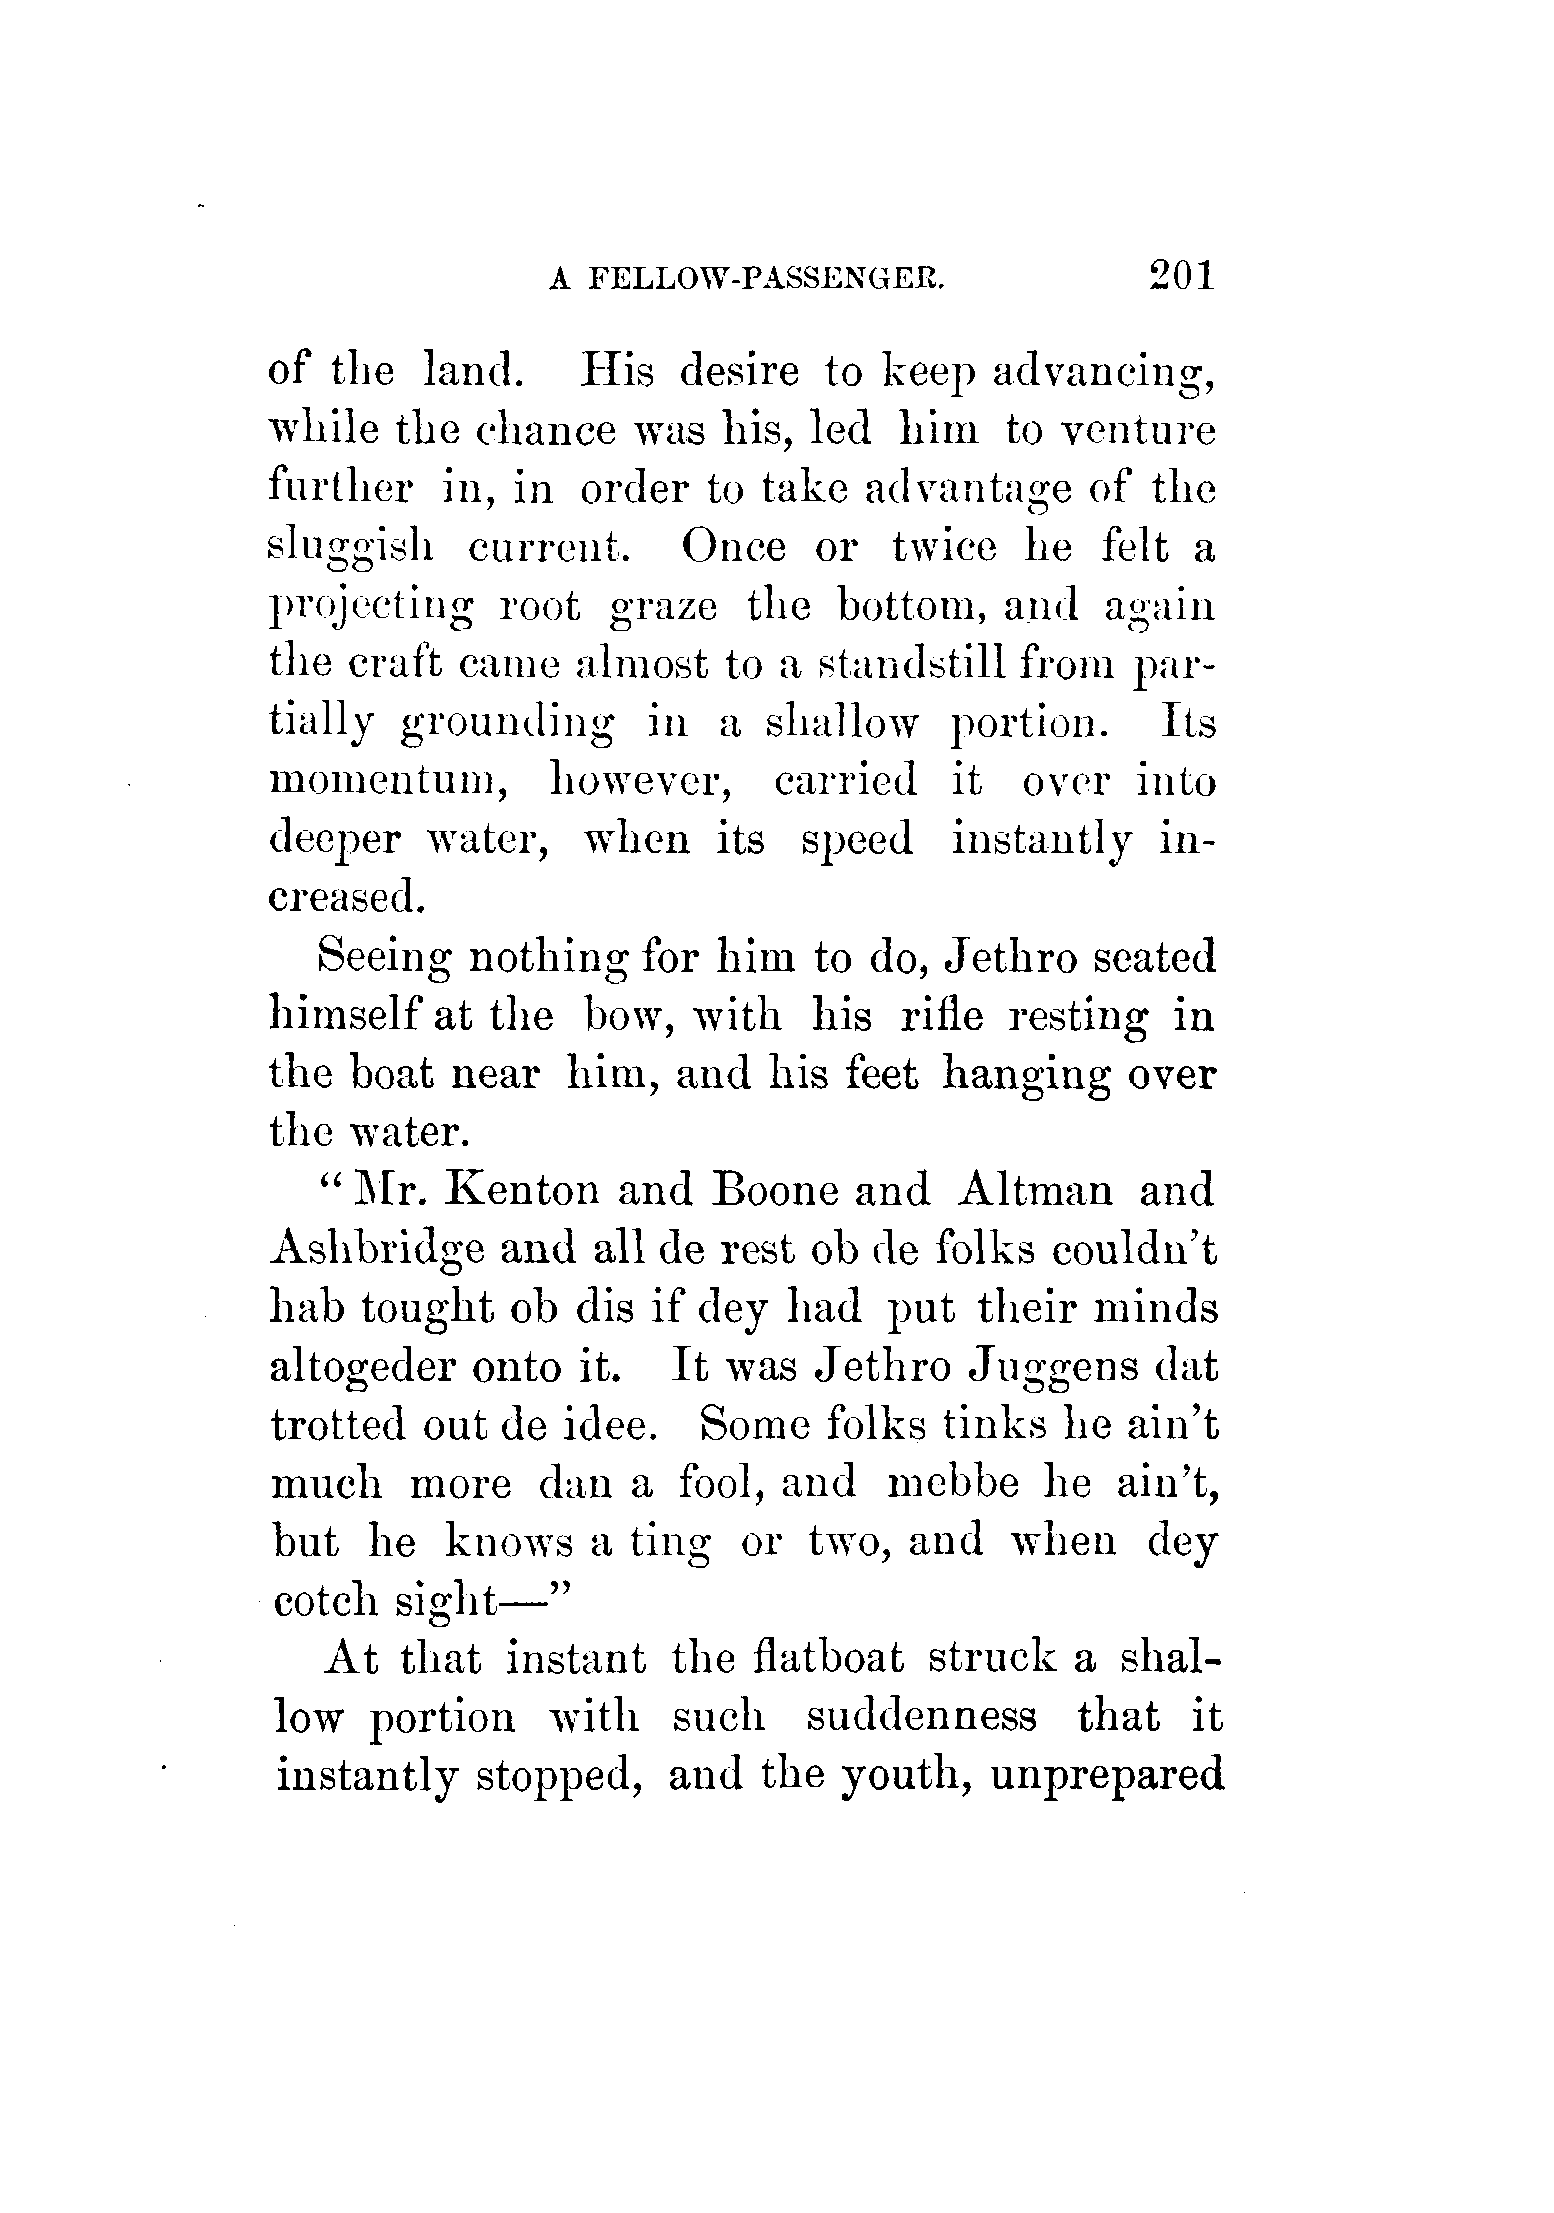 A FELLOW-PASSENGER. 201
of the land. His desire to keep advancing,
while the chance was his, led him to venture
further in, in order to take advantage of the
sluggish current. Once or twice he felt a
projecting root graze the bottom, and again
the craft came almost to a standstill from par-
tially grounding in a shallow portion. Its
momentum, however, carried it over into
deeper water, when its speed instantly in-
creased.
Seeing nothing for him to do, Jethro seated
himself at the bow, with his rifle resting in
the boat near him, and his feet hanging over
the water.
“Mr. Kenton and Boone and Altman and
Ashbridge and all de rest ob de folks couldn't
hab tought ob dis if dey had put their minds
altogeder onto it. It was Jethro Juggens dat
trotted out de idee. Some folks tinks he ain't
much more dan a fool, and mebbe he ain't,
but he knows a ting or two, and when dey
cotch sight—”
At that instant the flatboat struck a shal-
low portion with such suddenness that it
instantly stopped, and the youth, unprepared